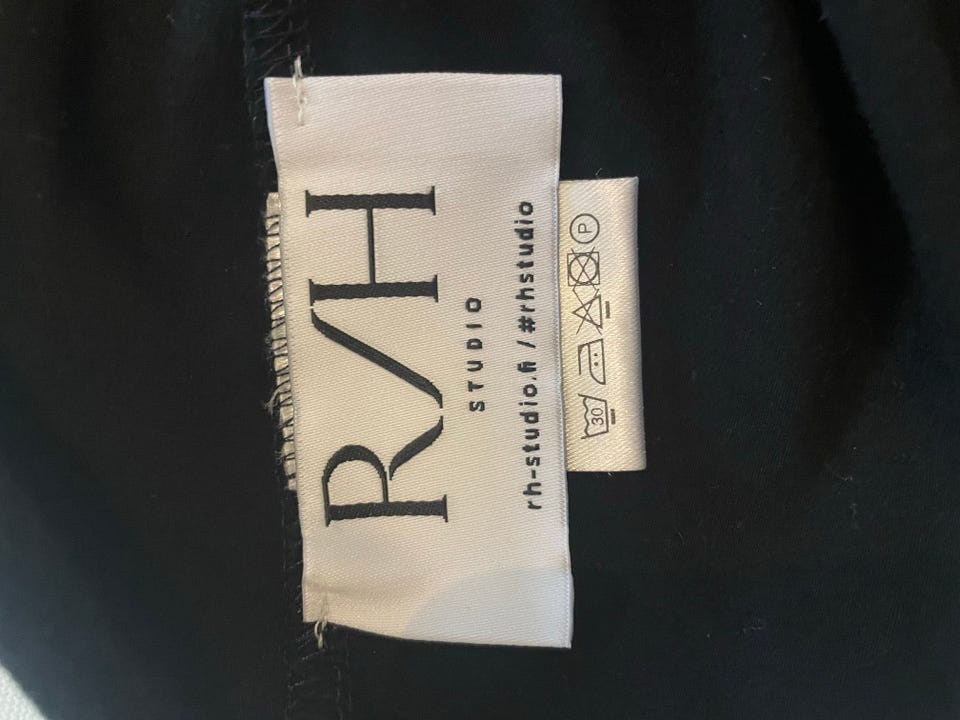 R/H
STUDIO
rh-studio.fi / #rhstudio
30 P